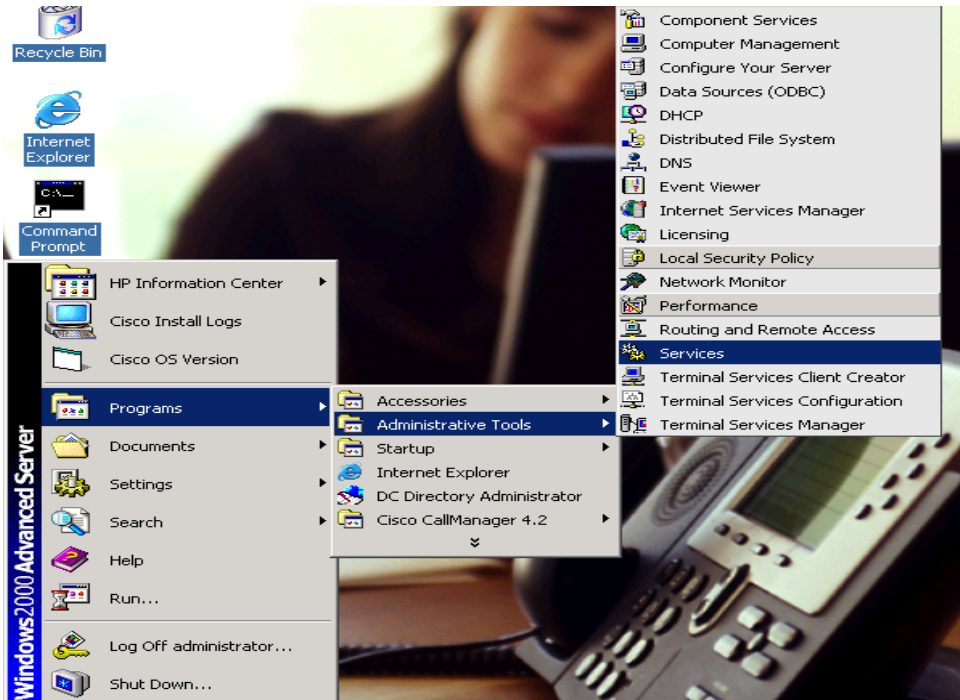 Recycle Bin
Internet
Explorer
C:\_
Command
Prompt
Windows2000 Advanced Server
HP Information Center
Cisco Install Logs
Cisco OS Version
Programs
Documents
Settings
Search
Help
Run...
Log Off administrator...
Shut Down...
Accessories
Administrative Tools
Startup
Internet Explorer
DC Directory Administrator
Cisco CallManager 4.2
Component Services
Computer Management
Configure Your Server
Data Sources (ODBC)
DHCP
Distributed File System
DNS
Event Viewer
Internet Services Manager
Licensing
Local Security Policy
Network Monitor
Performance
Routing and Remote Access
Services
Terminal Services Client Creator
Terminal Services Configuration
Terminal Services Manager